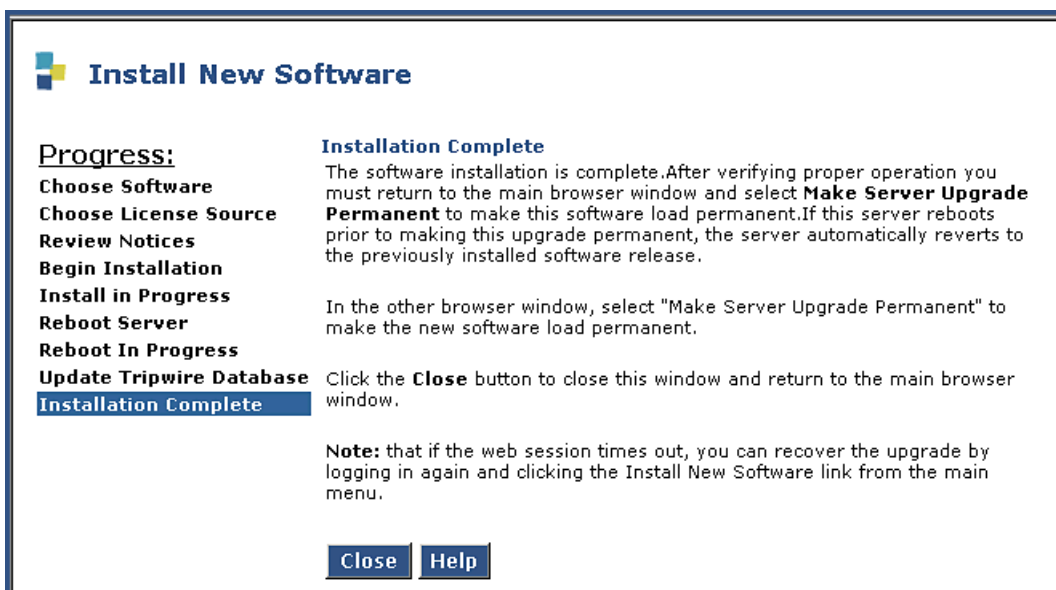 Install New Software
Progress:
Choose Software
Choose License Source
Review Notices
Begin Installation
Install in Progress
Reboot Server
Reboot In Progress
Update Tripwire Database
Installation Complete
Installation Complete
The software installation is complete.After verifying proper operation you
must return to the main browser window and select Make Server Upgrade
Permanent to make this software load permanent.If this server reboots
prior to making this upgrade permanent, the server automatically reverts to
the previously installed software release.
In the other browser window, select "Make Server Upgrade Permanent" to
make the new software load permanent.
Click the Close button to close this window and return to the main browser
window.
Note: that if the web session times out, you can recover the upgrade by
logging in again and clicking the Install New Software link from the main
menu.
Close Help